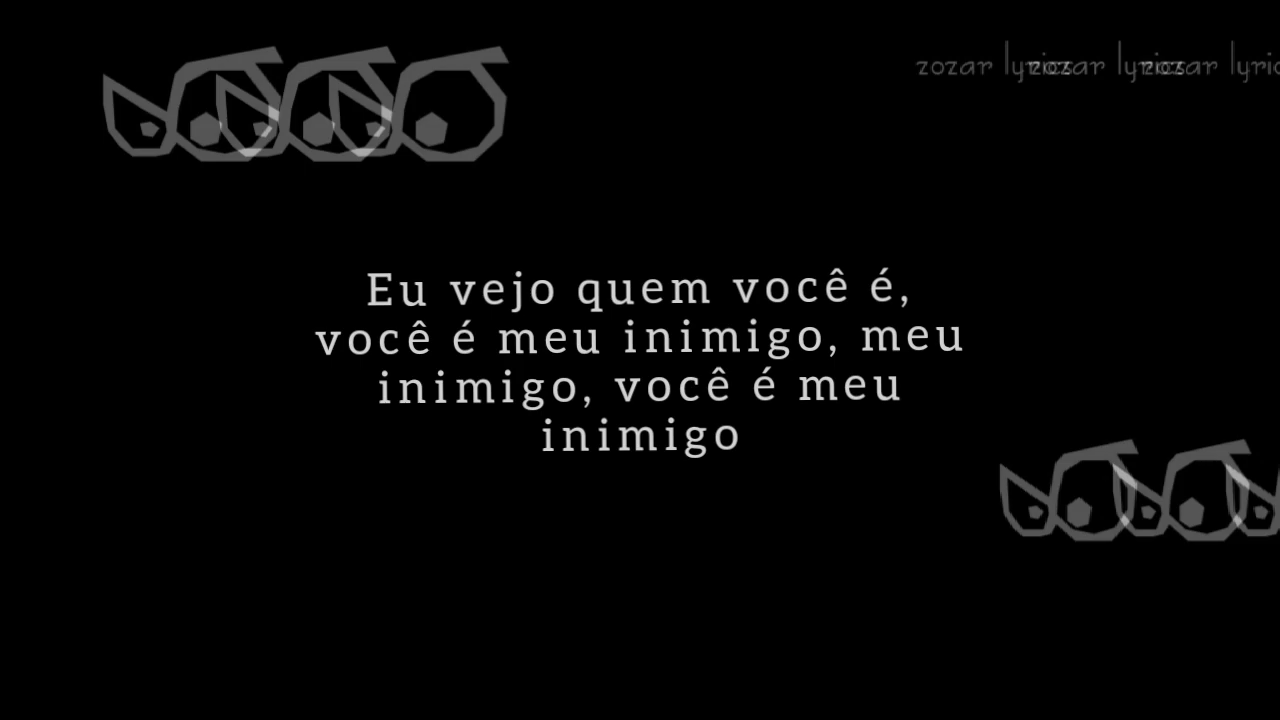 zozar lyrics
Eu vejo quem você é,
você é meu inimigo, meu
inimigo, você é meu
inimigo